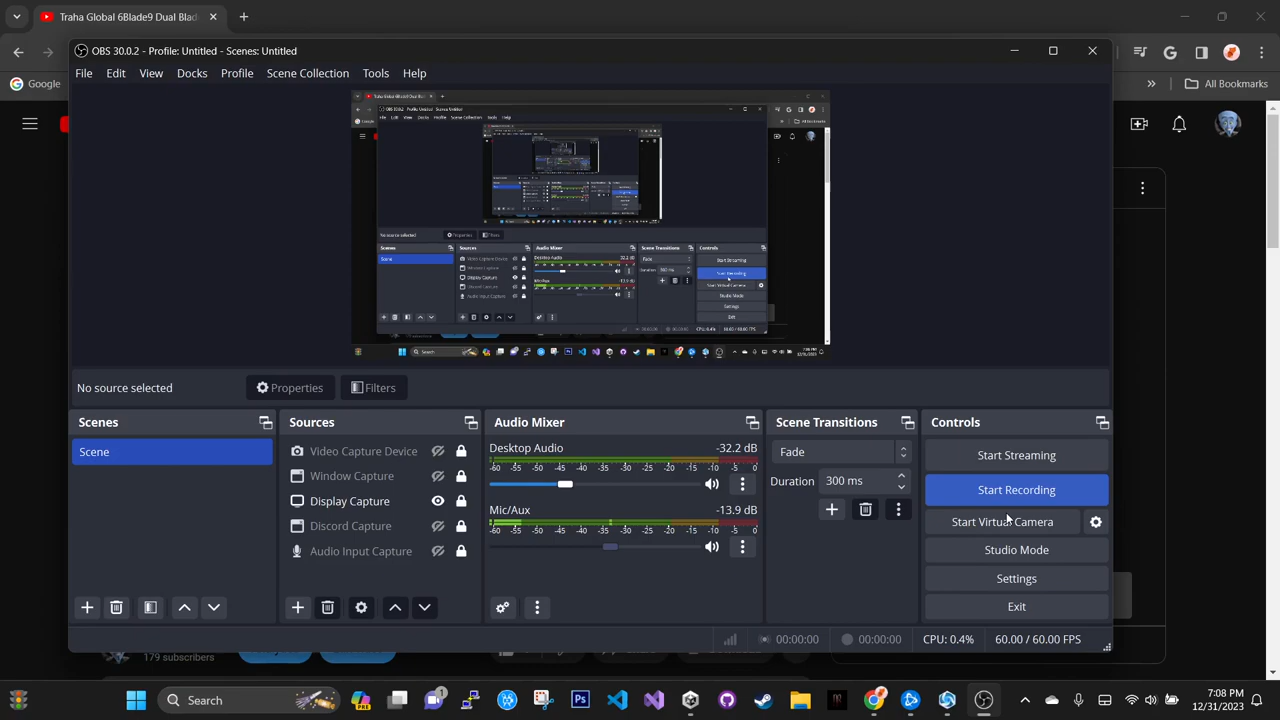 Traha Global 6Blade9 Dual Blad
OBS 30.0.2 - Profile: Untitled - Scenes: Untitled
Google
All Bookmarks
File Edit View Docks Profile Scene Collection Tools Help
No source selected
Properties
Filters
Scenes
Scene
Sources
Video Capture Device
Window Capture
Display Capture
Discord Capture
Audio Input Capture
Audio Mixer
Desktop Audio -32.2 dB
-60 -55 -50 -45 -40 -35 -30 -25 -20 -15 -10 -5 0
Mic/Aux -13.9 dB
-60 -55 -50 -45 -40 -35 -30 -25 -20 -15 -10 -5 0
Scene Transitions
Fade
Duration 300 ms
Controls
Start Streaming
Start Recording
Start Virtual Camera
Studio Mode
Settings
Exit
00:00:00
00:00:00
CPU: 0.4%
60.00 / 60.00 FPS
179 subscribers
Search
PRE
1
Ps
7:08 PM
12/31/2023